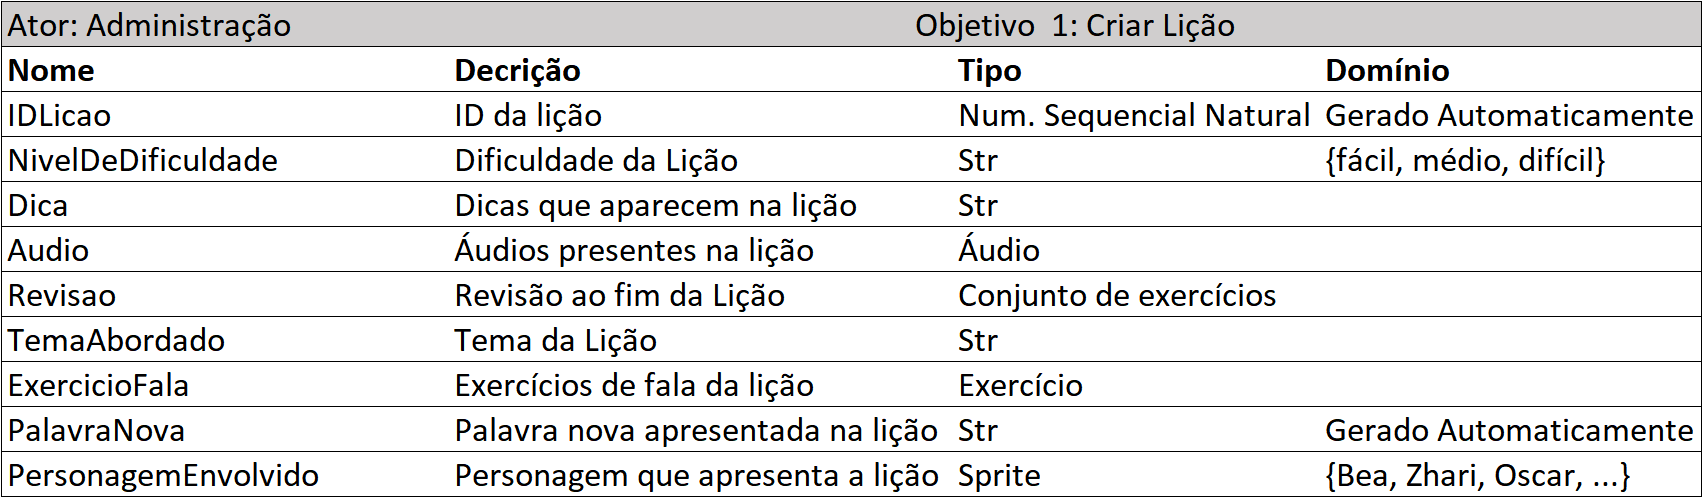 Ator: Administração Objetivo 1: Criar Lição
Nome Decrição Tipo Domínio
IDLicao ID da lição Num. Sequencial Natural Gerado Automaticamente
NivelDeDificuldade Dificuldade da Lição Str {fácil, médio, difícil}
Dica Dicas que aparecem na lição Str
Audio Áudios presentes na lição Áudio
Revisao Revisão ao fim da Lição Conjunto de exercícios
TemaAbordado Tema da Lição Str
ExercicioFala Exercícios de fala da lição Exercício
PalavraNova Palavra nova apresentada na lição Str Gerado Automaticamente
PersonagemEnvolvido Personagem que apresenta a lição Sprite {Bea, Zhari, Oscar, ...}